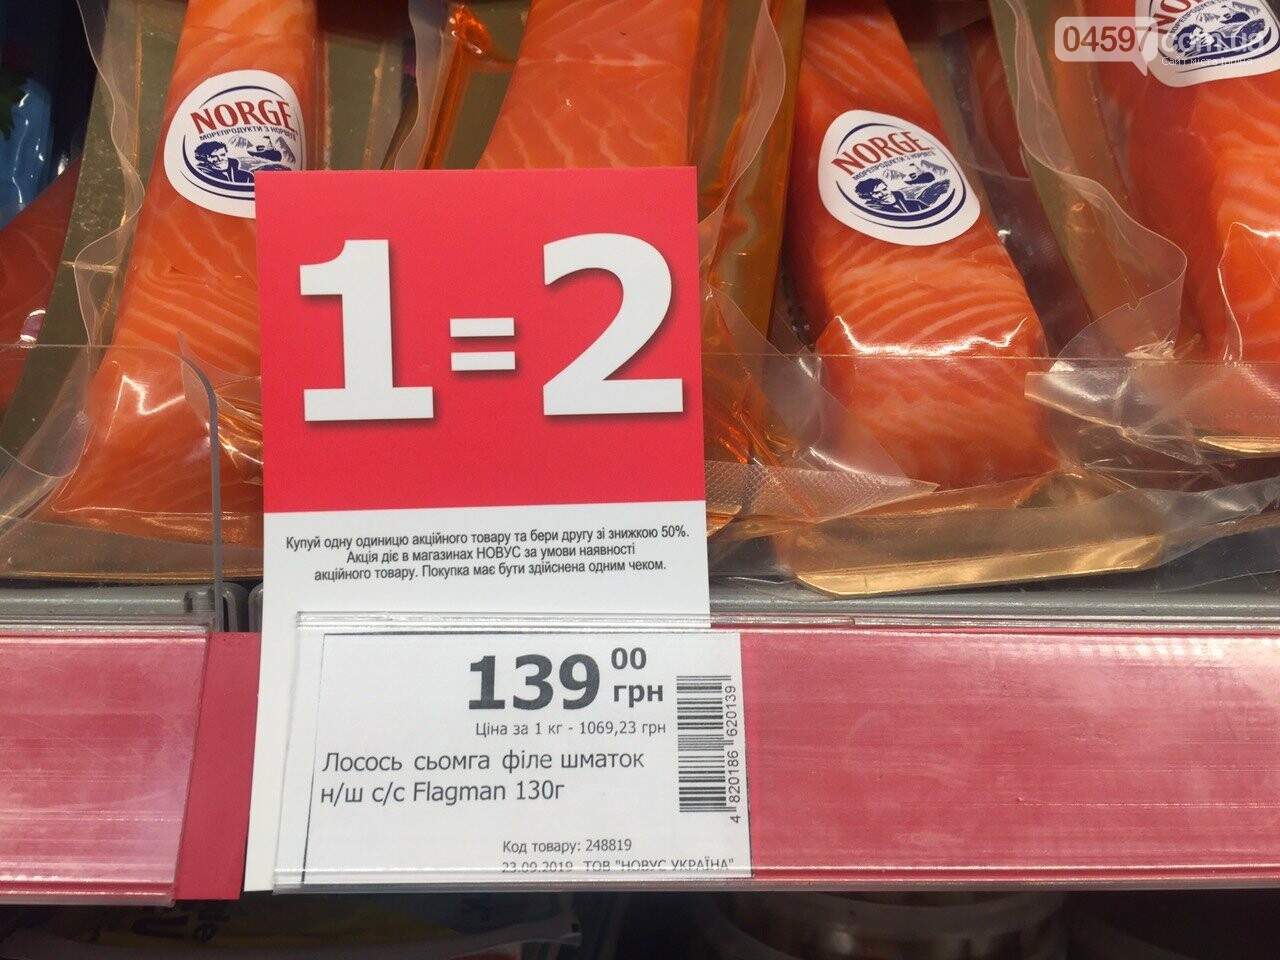 04597.com.ua
NORGE
МОРЕПРОДУКТИ З НОРВЕГІЇ
NORGE
МОРЕПРОДУКТИ З НОРВЕГІЇ
1=2
Купуй одну одиницю акційного товару та бери другу зі знижкою 50%.
Акція діє в магазинах НОВУС за умови наявності
акційного товару. Покупка має бути здійснена одним чеком.
139 00 грн
Ціна за 1 кг - 1069,23 грн
Лосось сьомга філе шматок
н/ш с/с Flagman 130г
4 820186 620139
Код товару: 248819
23.09.2019 ТОВ "НОВУС УКРАЇНА"